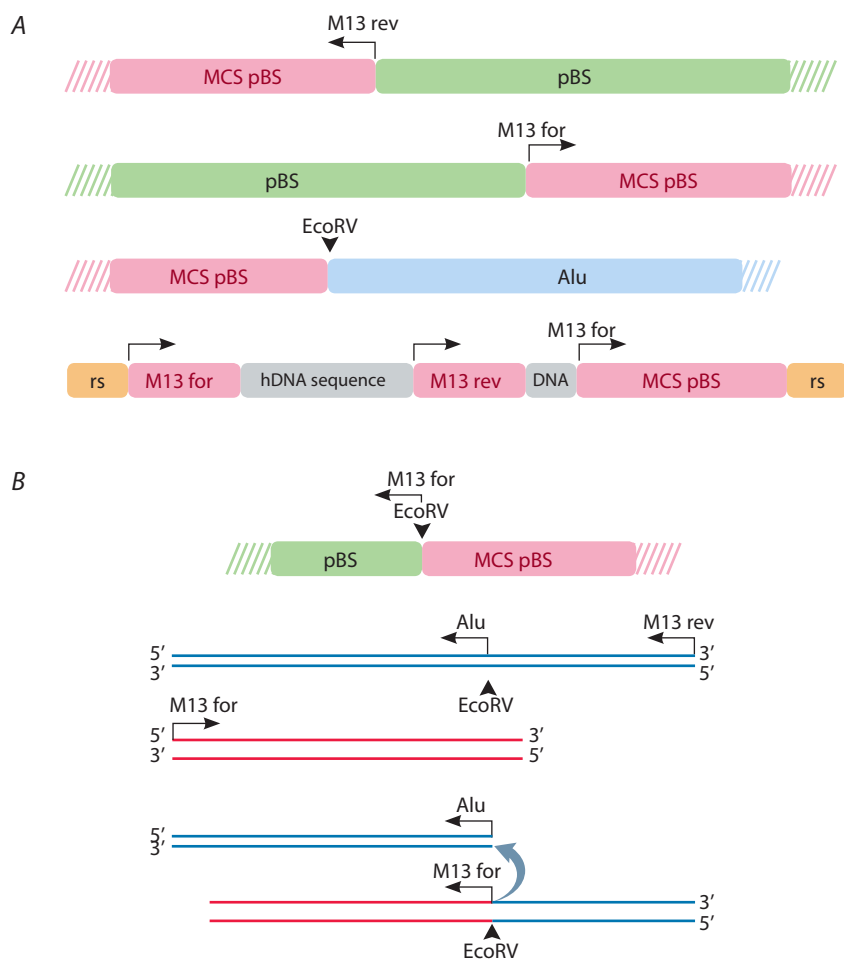 A
M13 rev
MCS pBS pBS
M13 for
pBS MCS pBS
EcoRV
MCS pBS Alu
M13 for
rs M13 for hDNA sequence M13 rev DNA MCS pBS rs
B
M13 for
EcoRV
pBS MCS pBS
Alu M13 rev
5′ 3′
3′ 5′
EcoRV
M13 for
5′ 3′
3′ 5′
Alu
5′
3′
M13 for
3′
5′
EcoRV